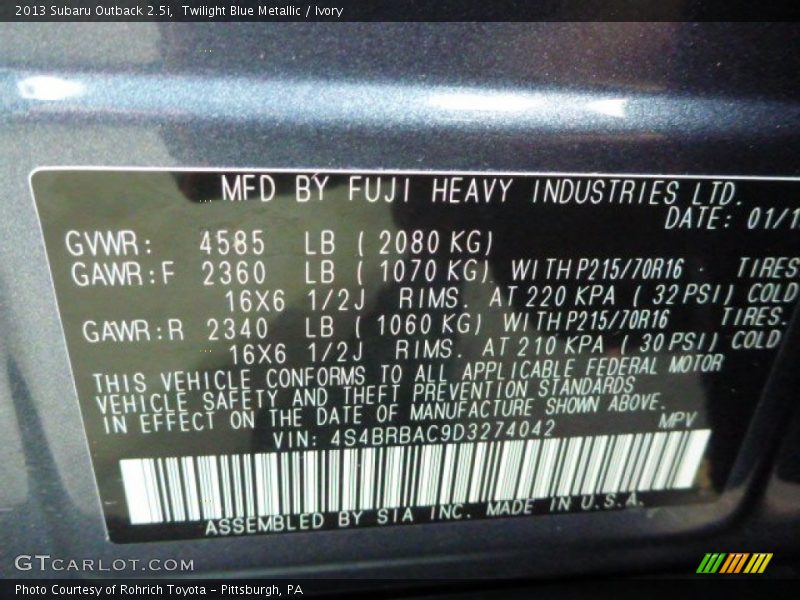 2013 Subaru Outback 2.5i, Twilight Blue Metallic / Ivory
MFD BY FUJI HEAVY INDUSTRIES LTD.
DATE: 01/1
GVWR: 4585 LB ( 2080 KG)
GAWR:F 2360 LB ( 1070 KG) WITH P215/70R16 TIRES
16X6 1/2J RIMS. AT 220 KPA ( 32 PSI) COLD
GAWR:R 2340 LB ( 1060 KG) WITH P215/70R16 TIRES.
16X6 1/2J RIMS. AT 210 KPA ( 30 PSI) COLD
THIS VEHICLE CONFORMS TO ALL APPLICABLE FEDERAL MOTOR
VEHICLE SAFETY AND THEFT PREVENTION STANDARDS
IN EFFECT ON THE DATE OF MANUFACTURE SHOWN ABOVE.
VIN: 4S4BRBAC9D3274042 MPV
ASSEMBLED BY SIA INC. MADE IN U.S.A.
GTcarlot.com
Photo Courtesy of Rohrich Toyota - Pittsburgh, PA